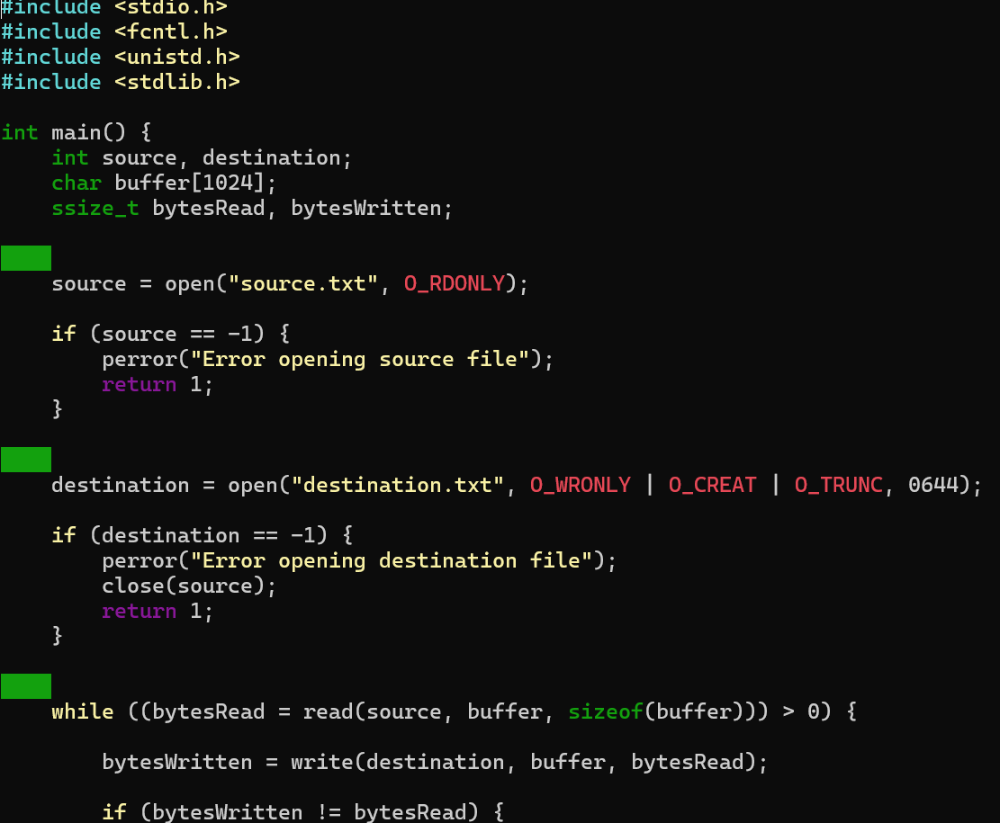 #include <stdio.h>
#include <fcntl.h>
#include <unistd.h>
#include <stdlib.h>

int main() {
    int source, destination;
    char buffer[1024];
    ssize_t bytesRead, bytesWritten;

    source = open("source.txt", O_RDONLY);

    if (source == -1) {
        perror("Error opening source file");
        return 1;
    }

    destination = open("destination.txt", O_WRONLY | O_CREAT | O_TRUNC, 0644);

    if (destination == -1) {
        perror("Error opening destination file");
        close(source);
        return 1;
    }

    while ((bytesRead = read(source, buffer, sizeof(buffer))) > 0) {

        bytesWritten = write(destination, buffer, bytesRead);

        if (bytesWritten != bytesRead) {